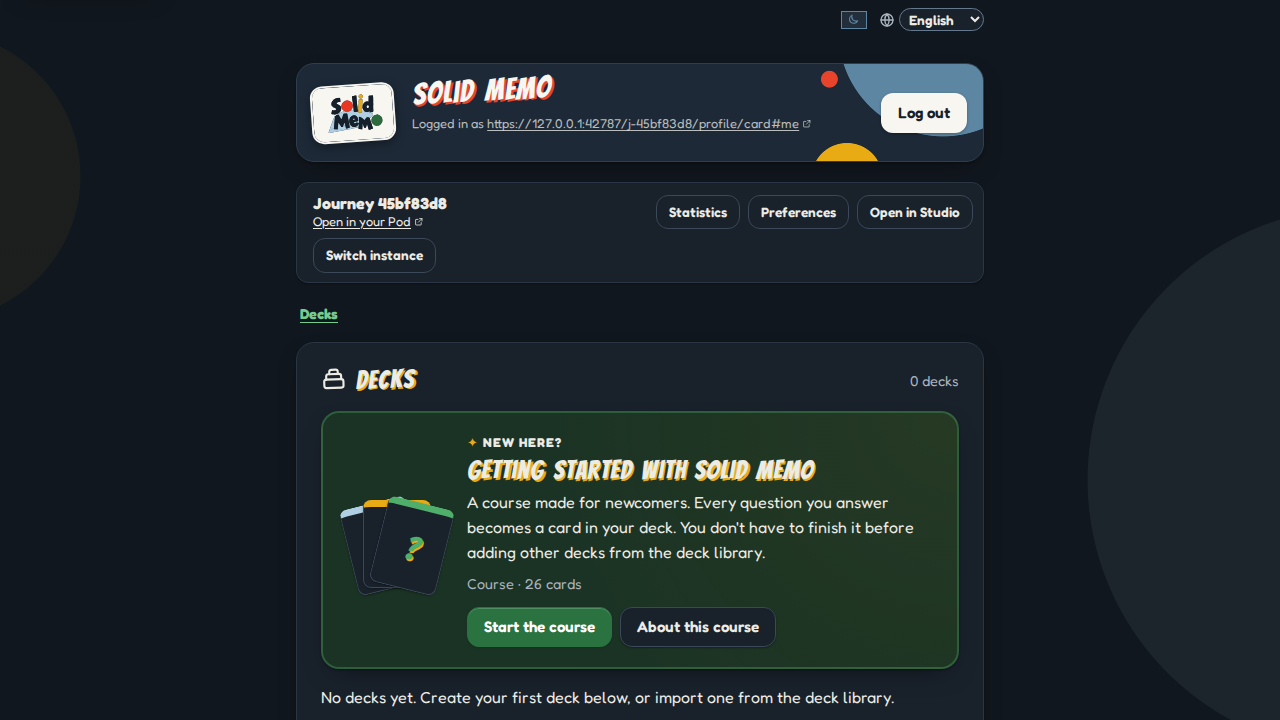 English
Solid Memo
SOLID MEMO
Logged in as https://127.0.0.1:42787/j-45bf83d8/profile/card#me
Log out
Journey 45bf83d8
Open in your Pod
Statistics
Preferences
Open in Studio
Switch instance
Decks
DECKS
0 decks
NEW HERE?
GETTING STARTED WITH SOLID MEMO
A course made for newcomers. Every question you answer
becomes a card in your deck. You don't have to finish it before
adding other decks from the deck library.
?
Course · 26 cards
Start the course
About this course
No decks yet. Create your first deck below, or import one from the deck library.